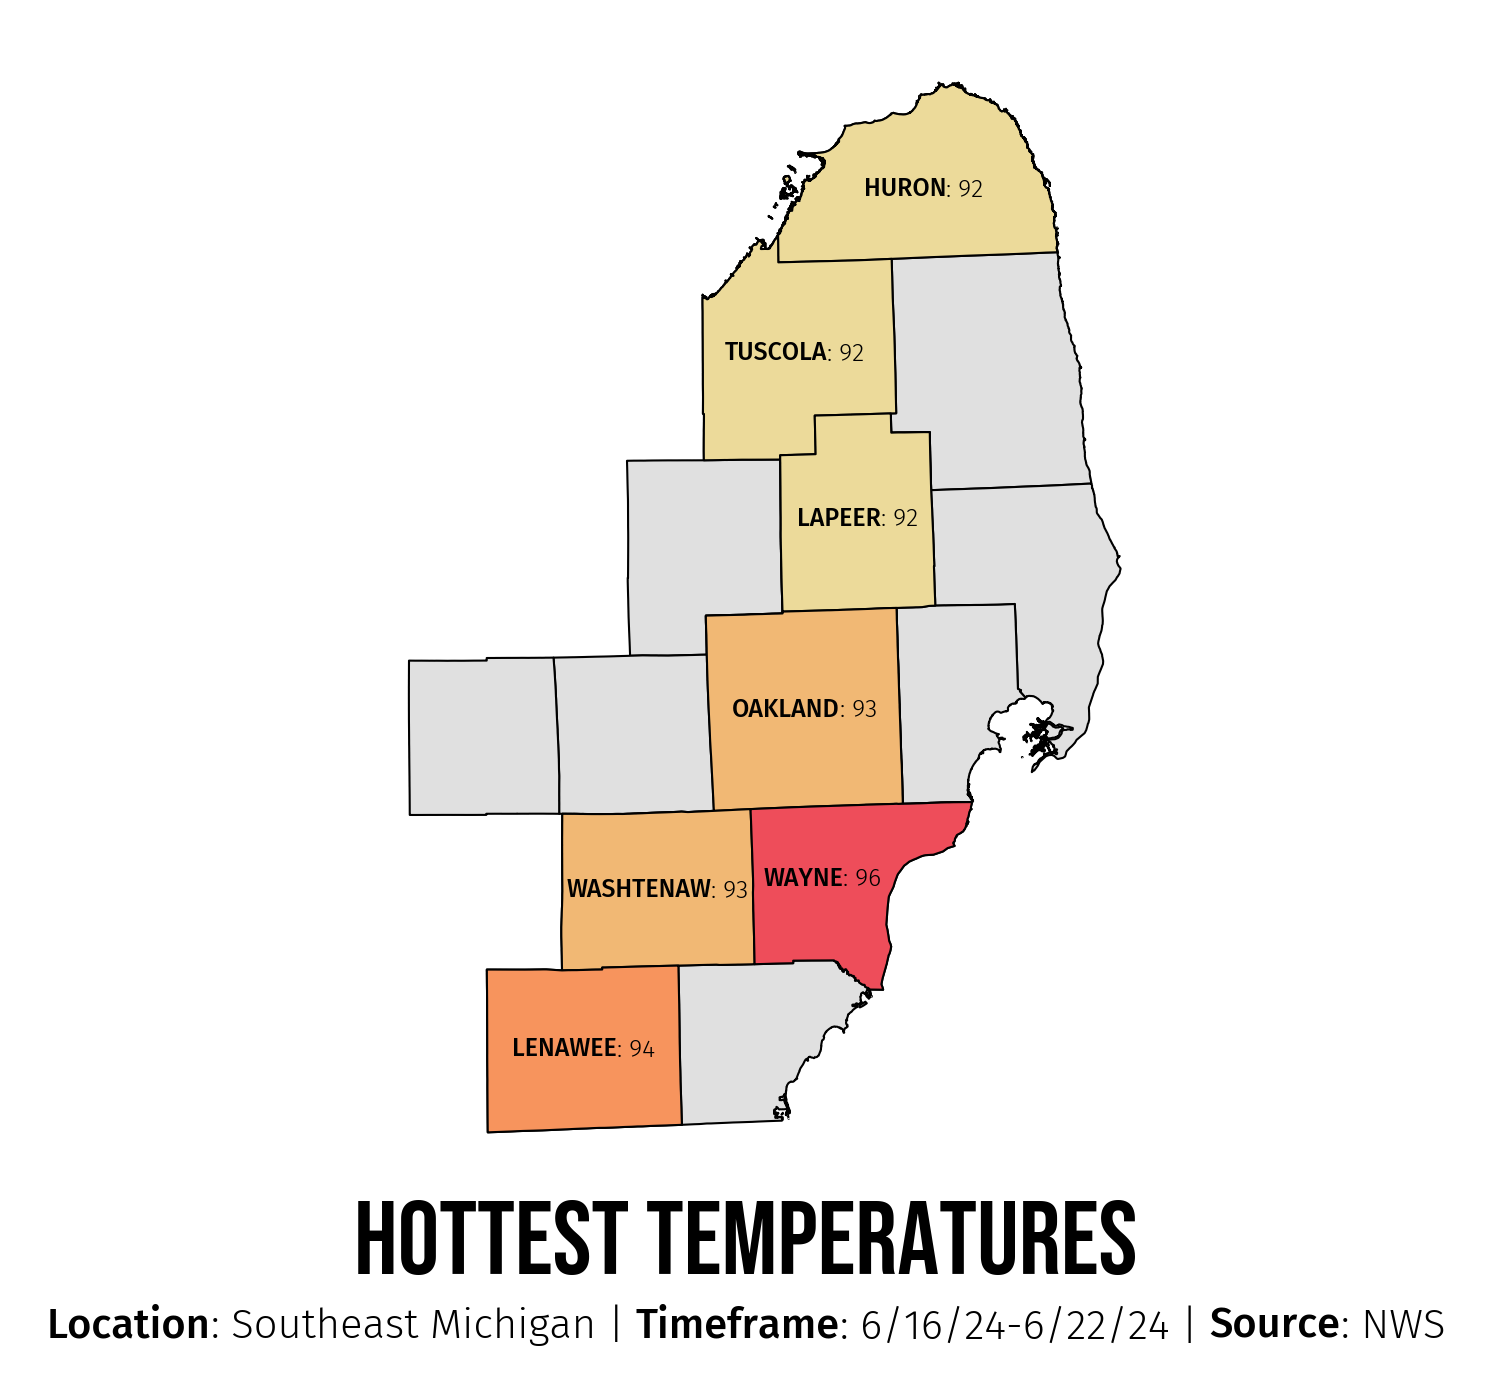 HURON: 92
TUSCOLA: 92
LAPEER: 92
OAKLAND: 93
WASHTENAW: 93
WAYNE: 96
LENAWEE: 94
HOTTEST TEMPERATURES
Location: Southeast Michigan | Timeframe: 6/16/24-6/22/24 | Source: NWS